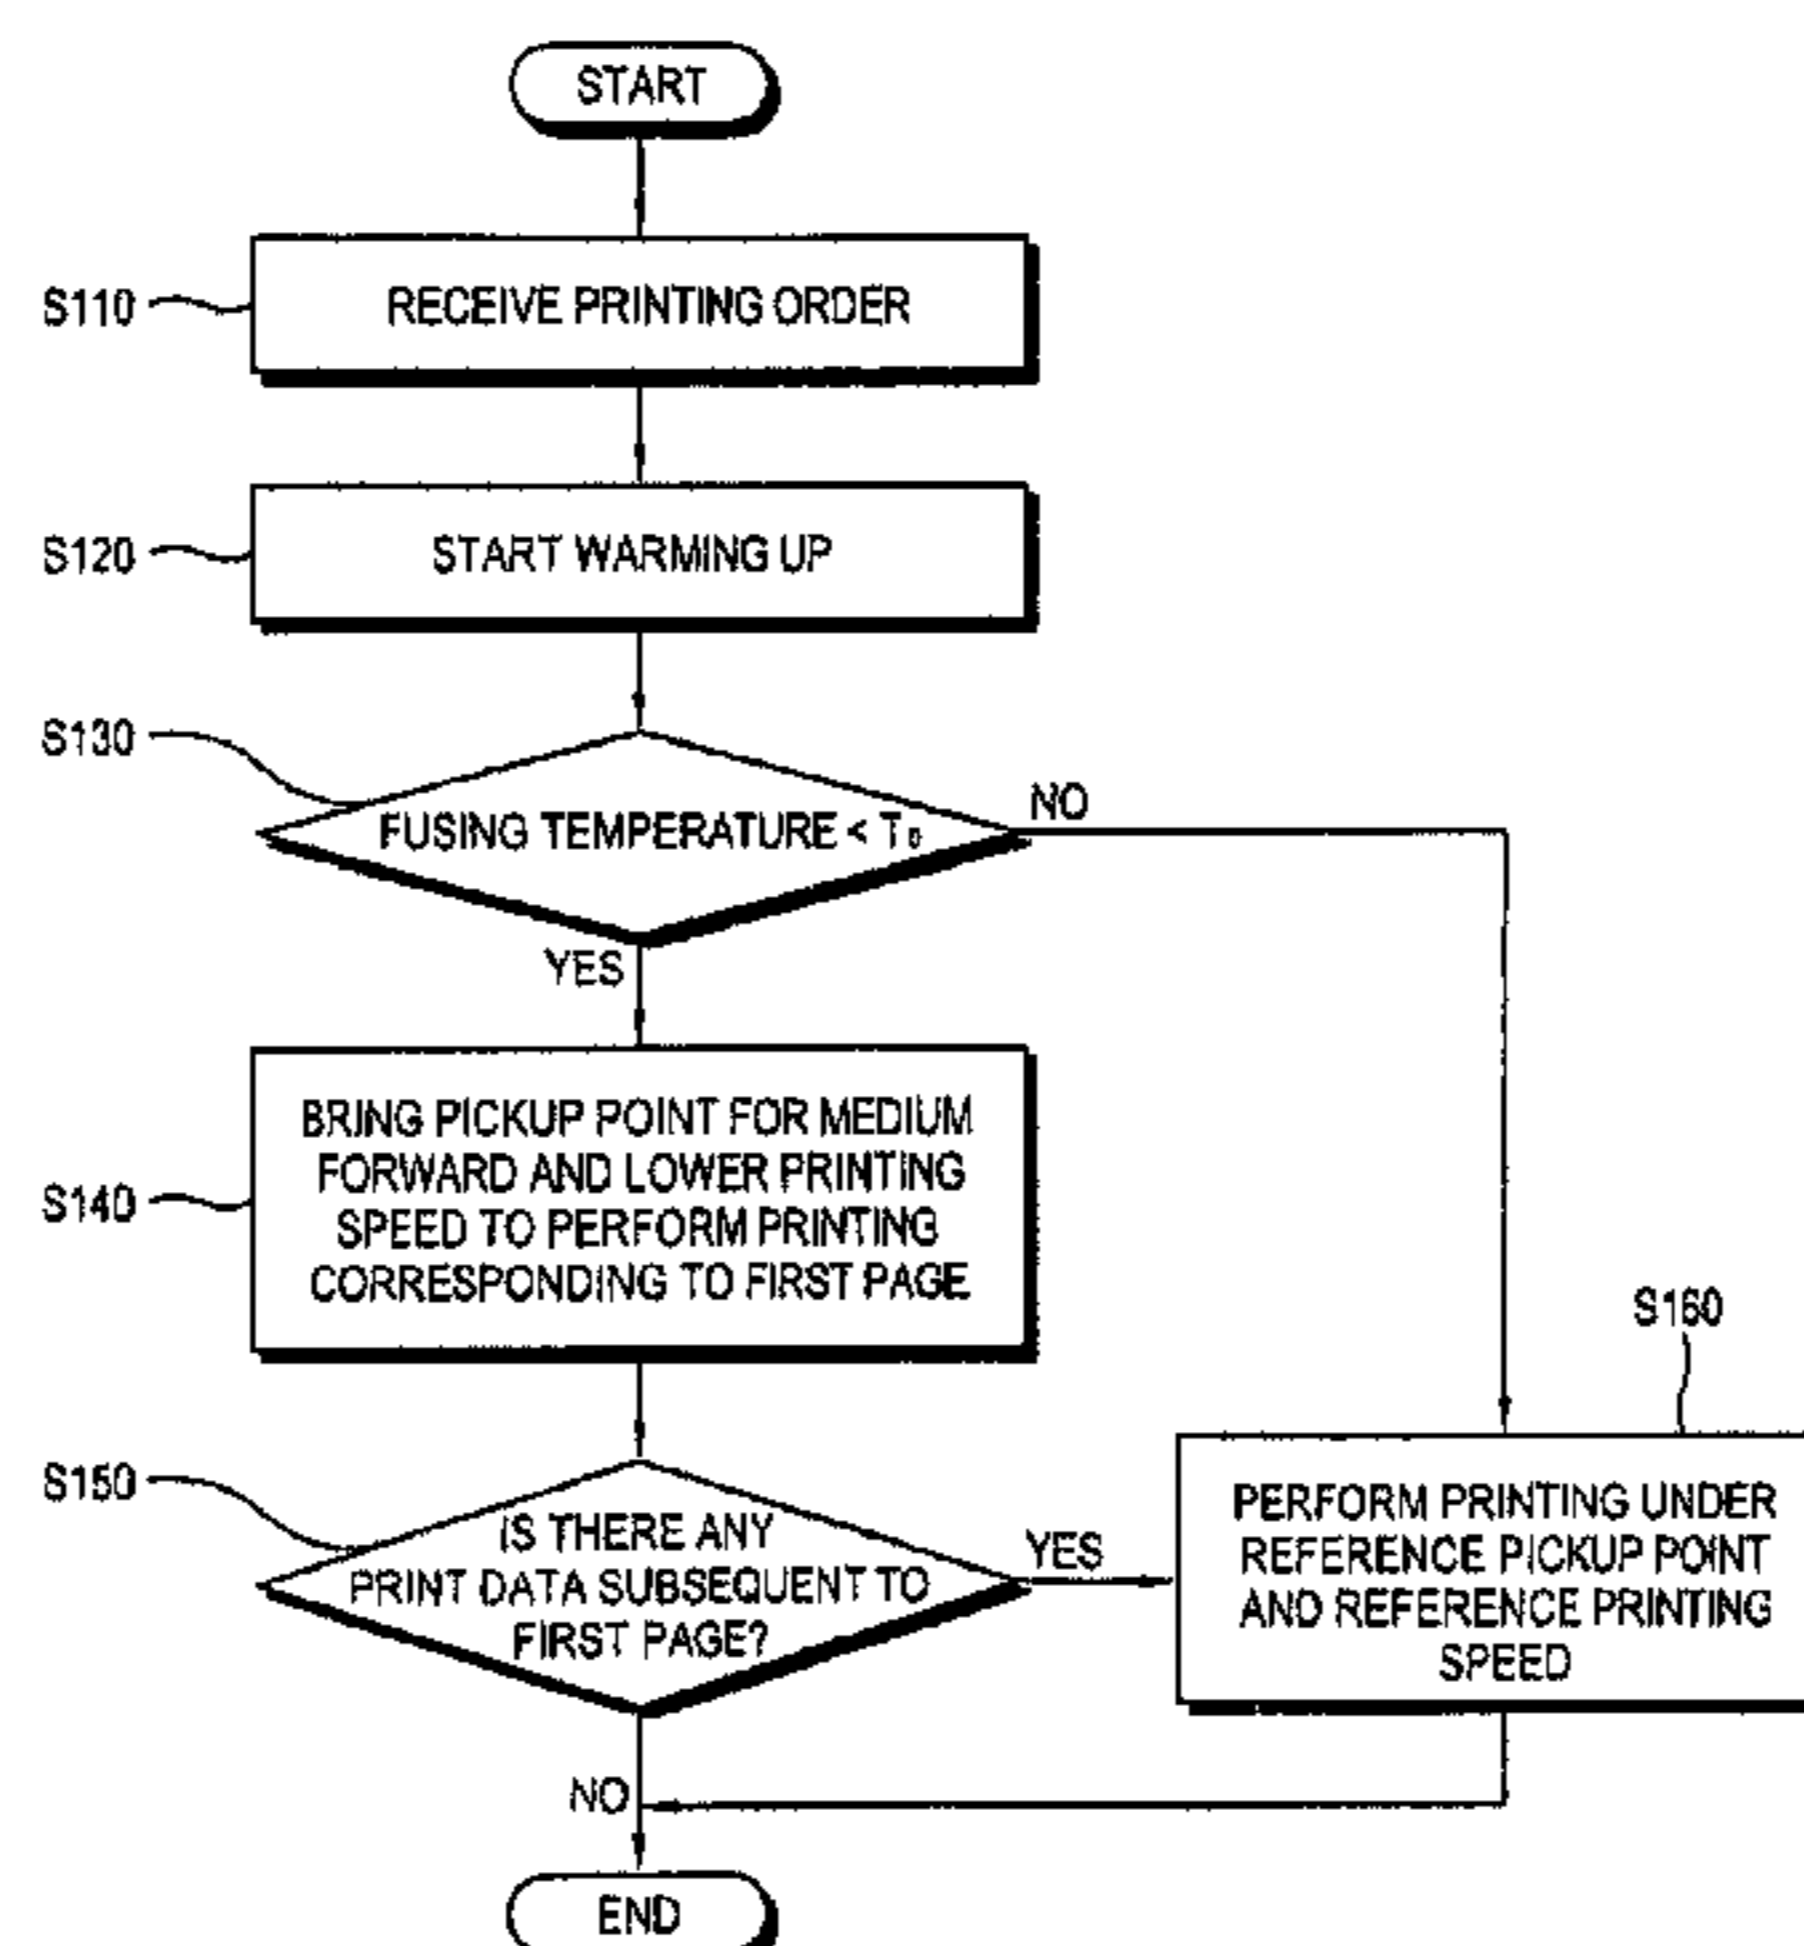 START
S110
RECEIVE PRINTING ORDER
S120
START WARMING UP
S130
FUSING TEMPERATURE < T₀
NO
YES
S140
BRING PICKUP POINT FOR MEDIUM
FORWARD AND LOWER PRINTING
SPEED TO PERFORM PRINTING
CORRESPONDING TO FIRST PAGE
S150
IS THERE ANY
PRINT DATA SUBSEQUENT TO
FIRST PAGE?
YES
S160
PERFORM PRINTING UNDER
REFERENCE PICKUP POINT
AND REFERENCE PRINTING
SPEED
NO
END